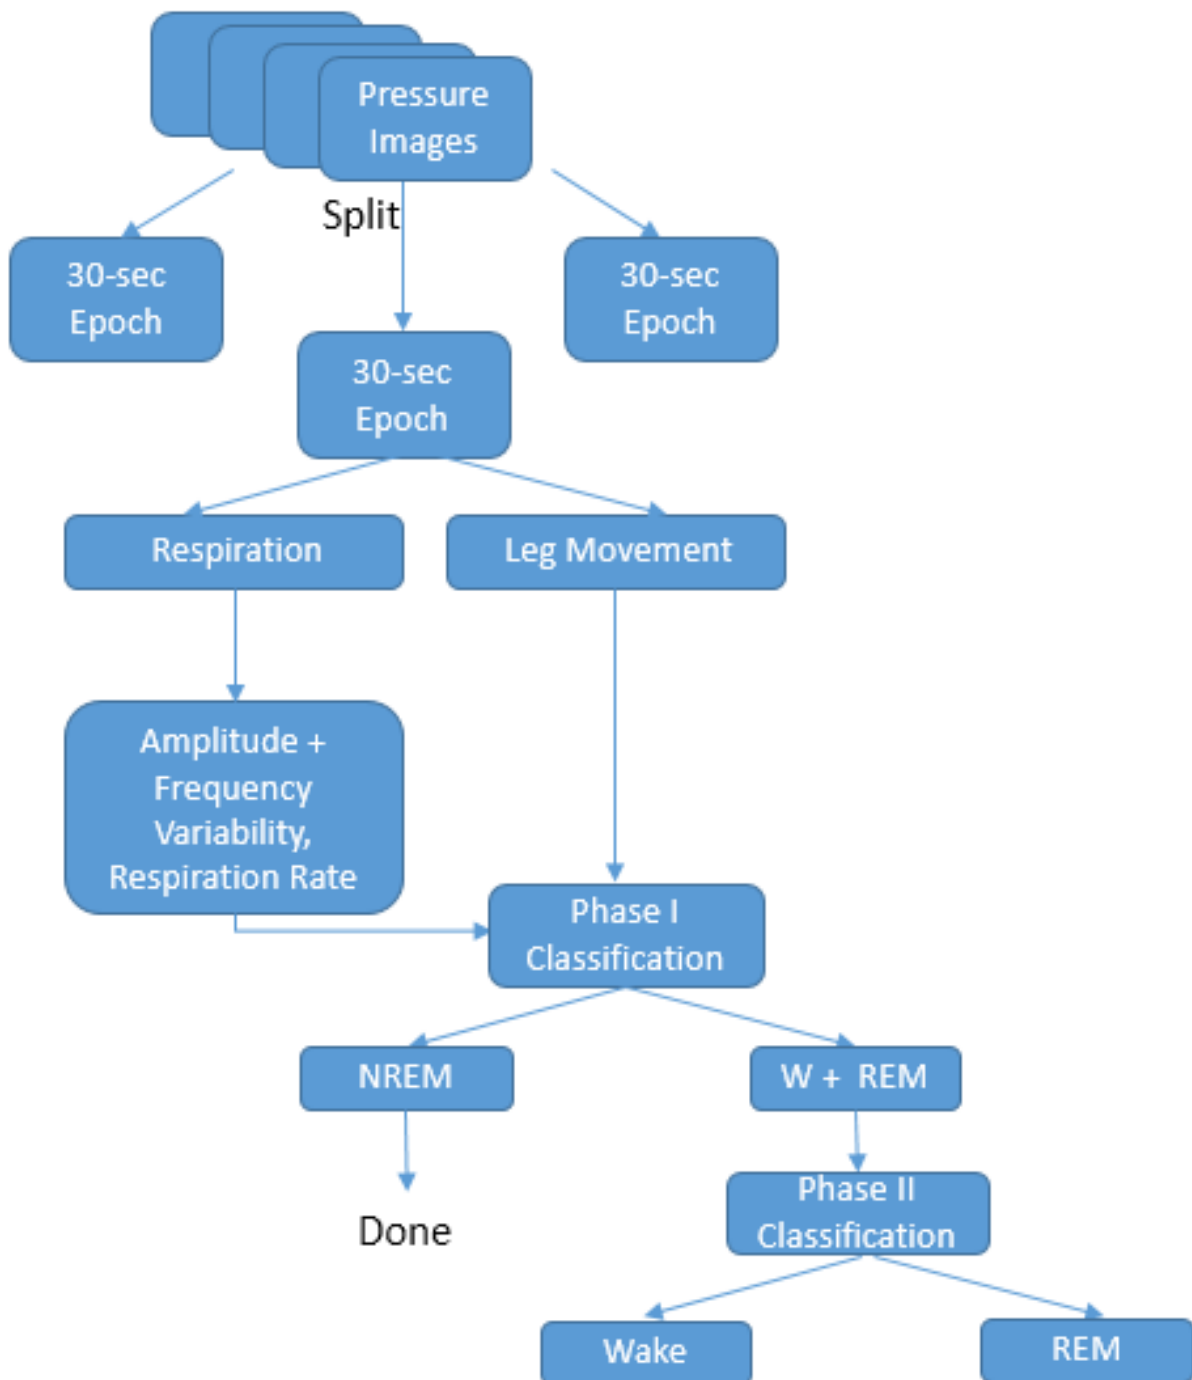 Pressure
Images
Split
30-sec
Epoch
30-sec
Epoch
30-sec
Epoch
Respiration
Leg Movement
Amplitude +
Frequency
Variability,
Respiration Rate
Phase I
Classification
NREM
W + REM
Done
Phase II
Classification
Wake
REM